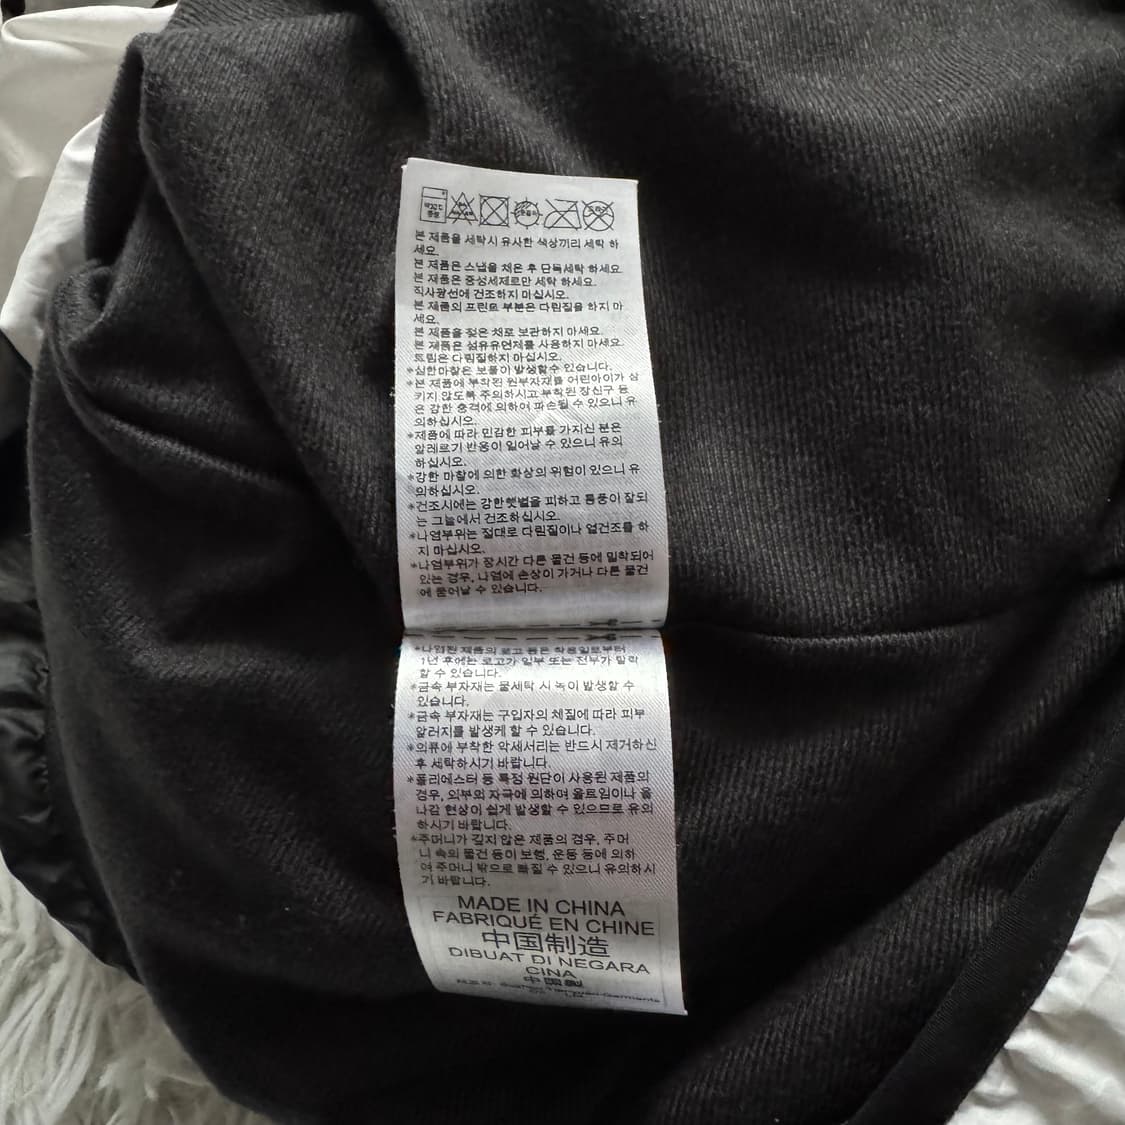 본 제품을 세탁시 유사한 색상끼리 세탁 하
세요.
본 제품은 스냅을 채운 후 단독세탁 하세요.
본 제품은 중성세제로만 세탁 하세요.
직사광선에 건조하지 마십시오.
본 제품의 프린트 부분은 다림질을 하지 마
세요.
본 제품을 젖은 채로 보관하지 마세요.
본 제품은 섬유유연제를 사용하지 마세요.
트림은 다림질하지 마십시오.
*심한마찰은 보풀이 발생할수 있습니다.
*본 제품에 부착된 원부자재를 어린아이가 삼
키지 않도록 주의하시고 부착된 장신구 등
은 강한 충격에 의하여 파손될 수 있으니 유
의하십시오.
*제품에 따라 민감한 피부를 가지신 분은
알레르기 반응이 일어날 수 있으니 유의
하십시오.
*강한 마찰에 의한 화상의 위험이 있으니 유
의하십시오.
*건조시에는 강한햇볕을 피하고 통풍이 잘되
는 그늘에서 건조하십시오.
*나염부위는 절대로 다림질이나 열건조를 하
지 마십시오.
*나염부위가 장시간 다른 물건 등에 밀착되어
있는 경우, 나염에 손상이 가거나 다른 물건
에 묻어날 수 있습니다.
*나염된 제품의 로고 등은
1년 후에는 로고가 일부 또는 전부가 탈락
할 수 있습니다.
*금속 부자재는 물세탁 시 녹이 발생할 수
있습니다.
*금속 부자재는 구입자의 체질에 따라 피부
알러지를 발생케 할 수 있습니다.
*의류에 부착한 악세서리는 반드시 제거하신
후 세탁하시기 바랍니다.
*폴리에스터 등 특정 원단이 사용된 제품의
경우, 외부의 자극에 의하여 올트임이나 올
나감 현상이 쉽게 발생할 수 있으므로 유의
하시기 바랍니다.
*주머니가 깊지 않은 제품의 경우, 주머
니 속의 물건 등이 보행, 운동 등에 의하
여 주머니 밖으로 빠질 수 있으니 유의하시
기 바랍니다.
MADE IN CHINA
FABRIQUÉ EN CHINE
中国制造
DIBUAT DI NEGARA
CINA
中國製
Garments